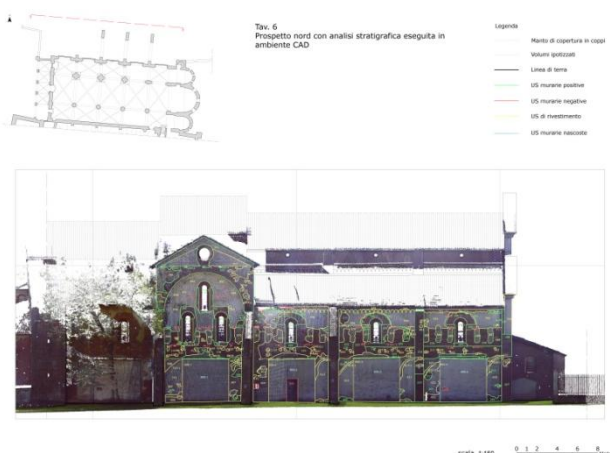 Tav. 6
Prospetto nord con analisi stratigrafica eseguita in
ambiente CAD
Legenda
Manto di copertura in coppi
Volumi ipotizzati
Linea di terra
US murarie positive
US murarie negative
US di rivestimento
US murarie nascoste
scala
0 1 2 4 6 8